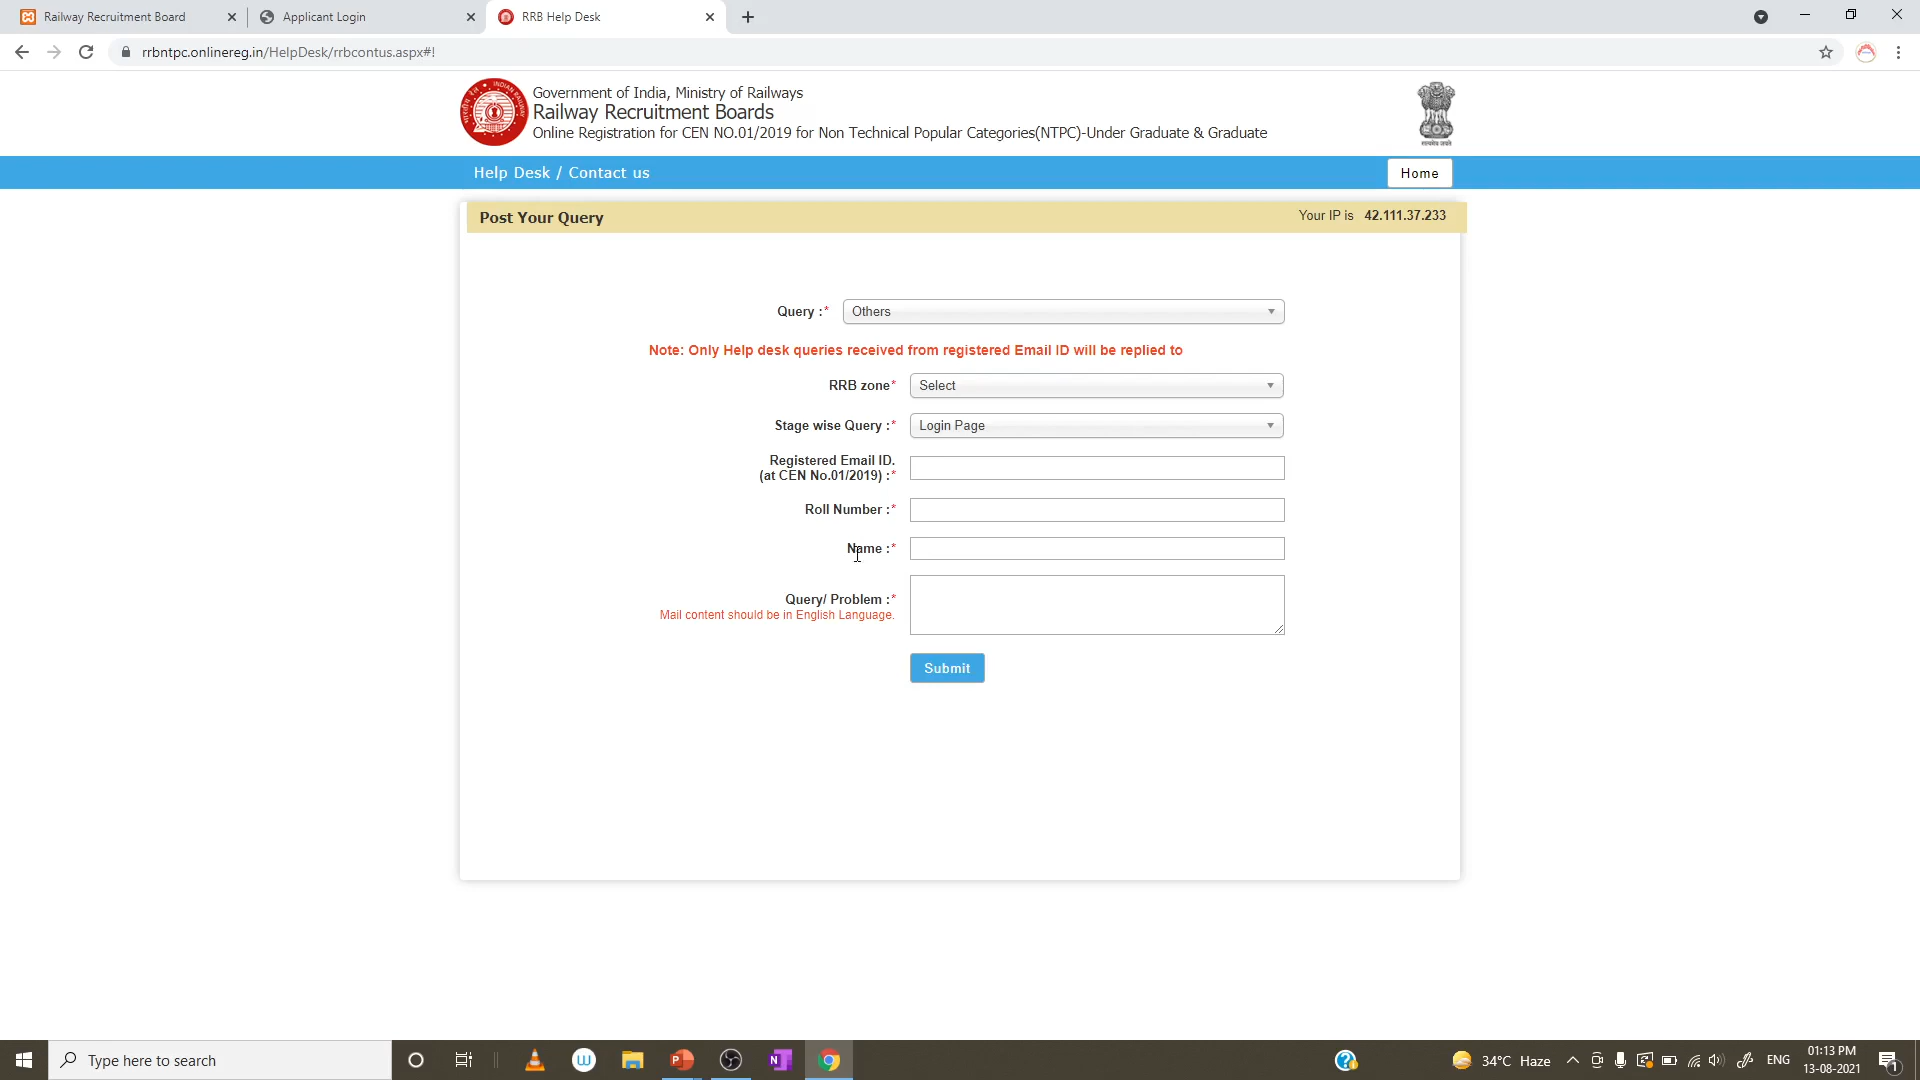 Railway Recruitment Board
Applicant Login
RRB Help Desk
rrbntpc.onlinereg.in/HelpDesk/rrbcontus.aspx#!
Government of India, Ministry of Railways
Railway Recruitment Boards
Online Registration for CEN NO.01/2019 for Non Technical Popular Categories(NTPC)-Under Graduate & Graduate
सत्यमेव जयते
Help Desk / Contact us
Home
Post Your Query
Your IP is 42.111.37.233
Query :* Others
Note: Only Help desk queries received from registered Email ID will be replied to
RRB zone* Select
Stage wise Query :* Login Page
Registered Email ID.
(at CEN No.01/2019) :*
Roll Number :*
Name :*
Query/ Problem :*
Mail content should be in English Language.
Submit
Type here to search
34°C Haze
ENG
01:13 PM
13-08-2021
1